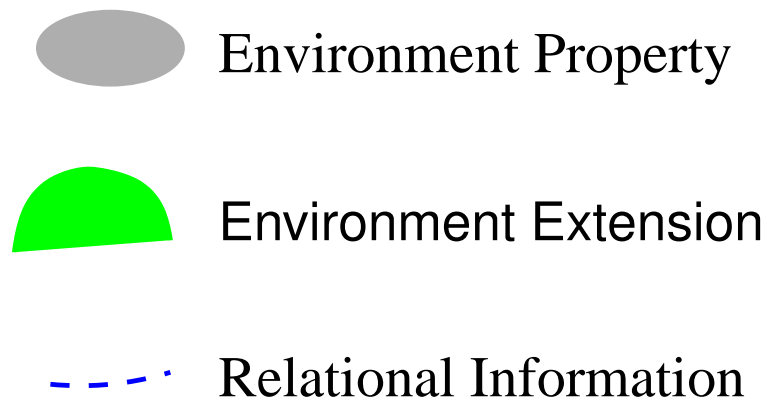 Environment Property
Environment Extension
Relational Information